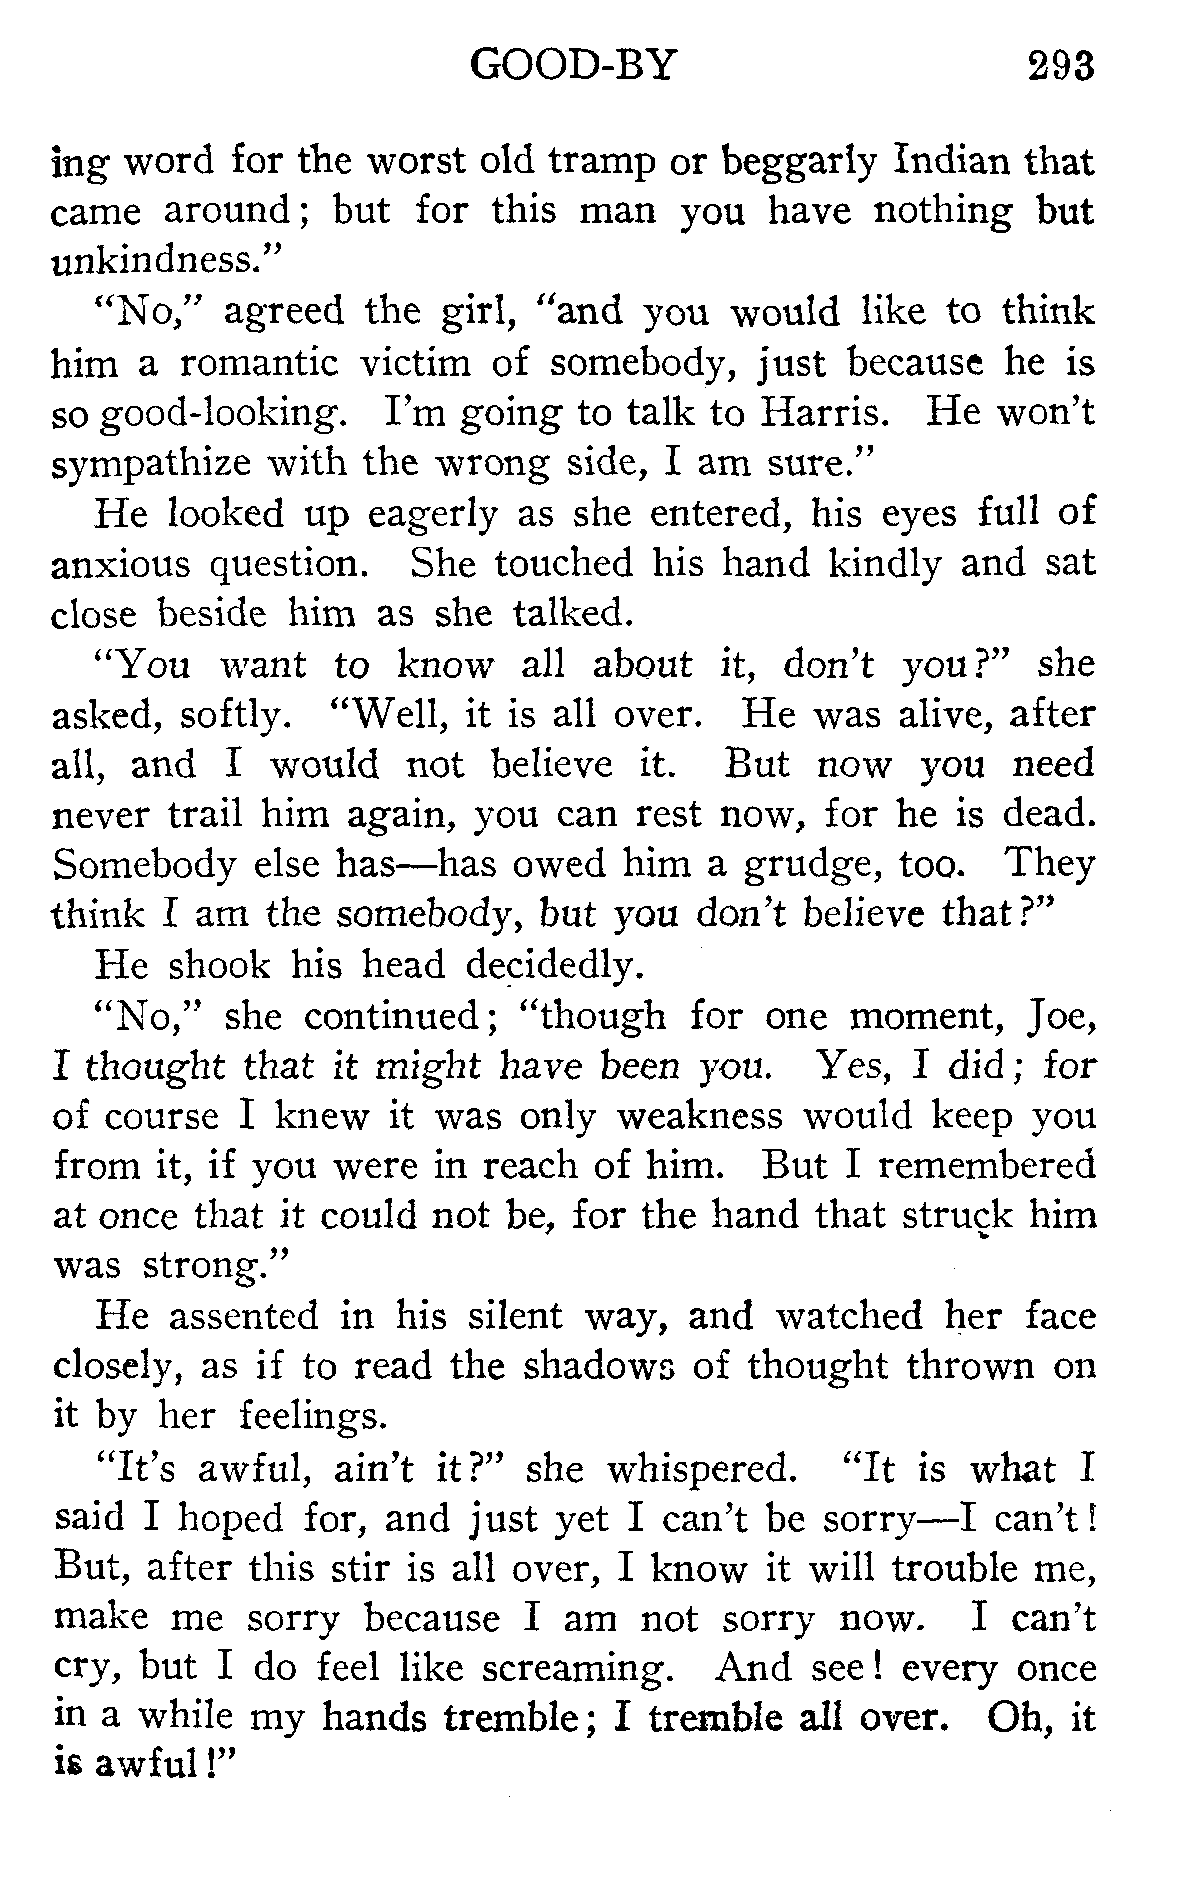 GOOD-BY 293
ing word for the worst old tramp or beggarly Indian that
came around; but for this man you have nothing but
unkindness."
"No," agreed the girl, "and you would like to think
him a romantic victim of somebody, just because he is
so good-looking. I'm going to talk to Harris. He won't
sympathize with the wrong side, I am sure."
He looked up eagerly as she entered, his eyes full of
anxious question. She touched his hand kindly and sat
close beside him as she talked.
"You want to know all about it, don't you?" she
asked, softly. "Well, it is all over. He was alive, after
all, and I would not believe it. But now you need
never trail him again, you can rest now, for he is dead.
Somebody else has—has owed him a grudge, too. They
think I am the somebody, but you don't believe that?"
He shook his head decidedly.
"No," she continued; "though for one moment, Joe,
I thought that it might have been you. Yes, I did; for
of course I knew it was only weakness would keep you
from it, if you were in reach of him. But I remembered
at once that it could not be, for the hand that struck him
was strong."
He assented in his silent way, and watched her face
closely, as if to read the shadows of thought thrown on
it by her feelings.
"It's awful, ain't it?" she whispered. "It is what I
said I hoped for, and just yet I can't be sorry—I can't!
But, after this stir is all over, I know it will trouble me,
make me sorry because I am not sorry now. I can't
cry, but I do feel like screaming. And see! every once
in a while my hands tremble; I tremble all over. Oh, it
is awful!"